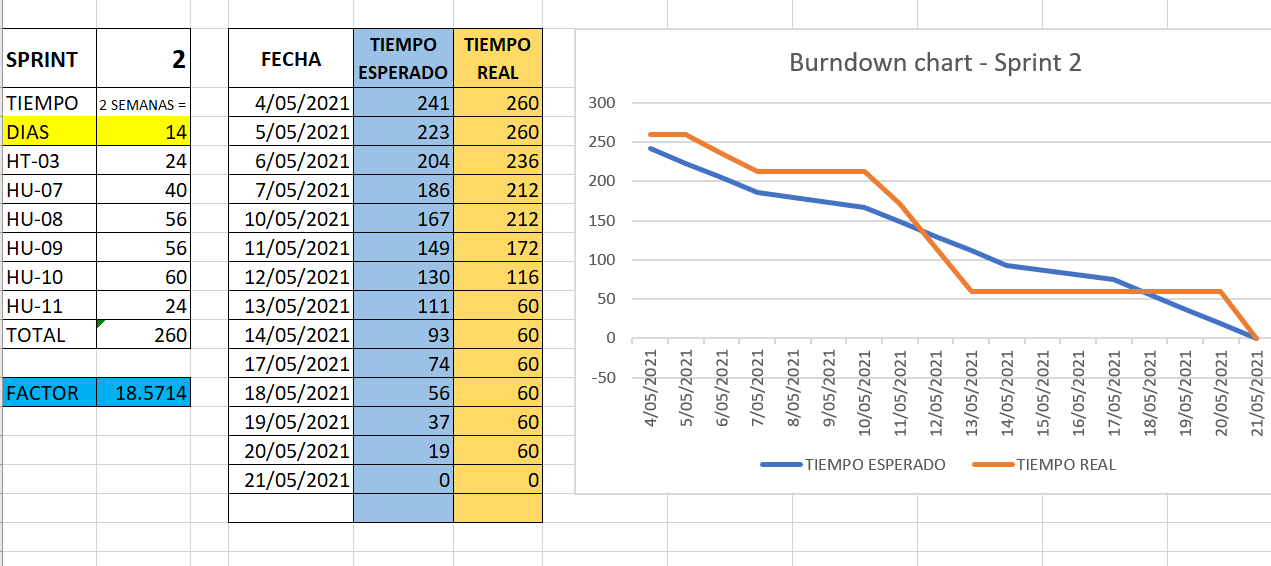 SPRINT 2
TIEMPO 2 SEMANAS =
DIAS 14
HT-03 24
HU-07 40
HU-08 56
HU-09 56
HU-10 60
HU-11 24
TOTAL 260
FACTOR 18.5714
FECHA TIEMPO ESPERADO TIEMPO REAL
4/05/2021 241 260
5/05/2021 223 260
6/05/2021 204 236
7/05/2021 186 212
10/05/2021 167 212
11/05/2021 149 172
12/05/2021 130 116
13/05/2021 111 60
14/05/2021 93 60
17/05/2021 74 60
18/05/2021 56 60
19/05/2021 37 60
20/05/2021 19 60
21/05/2021 0 0
Burndown chart - Sprint 2
300
250
200
150
100
50
0
-50
4/05/2021
5/05/2021
6/05/2021
7/05/2021
8/05/2021
9/05/2021
10/05/2021
11/05/2021
12/05/2021
13/05/2021
14/05/2021
15/05/2021
16/05/2021
17/05/2021
18/05/2021
19/05/2021
20/05/2021
21/05/2021
TIEMPO ESPERADO TIEMPO REAL